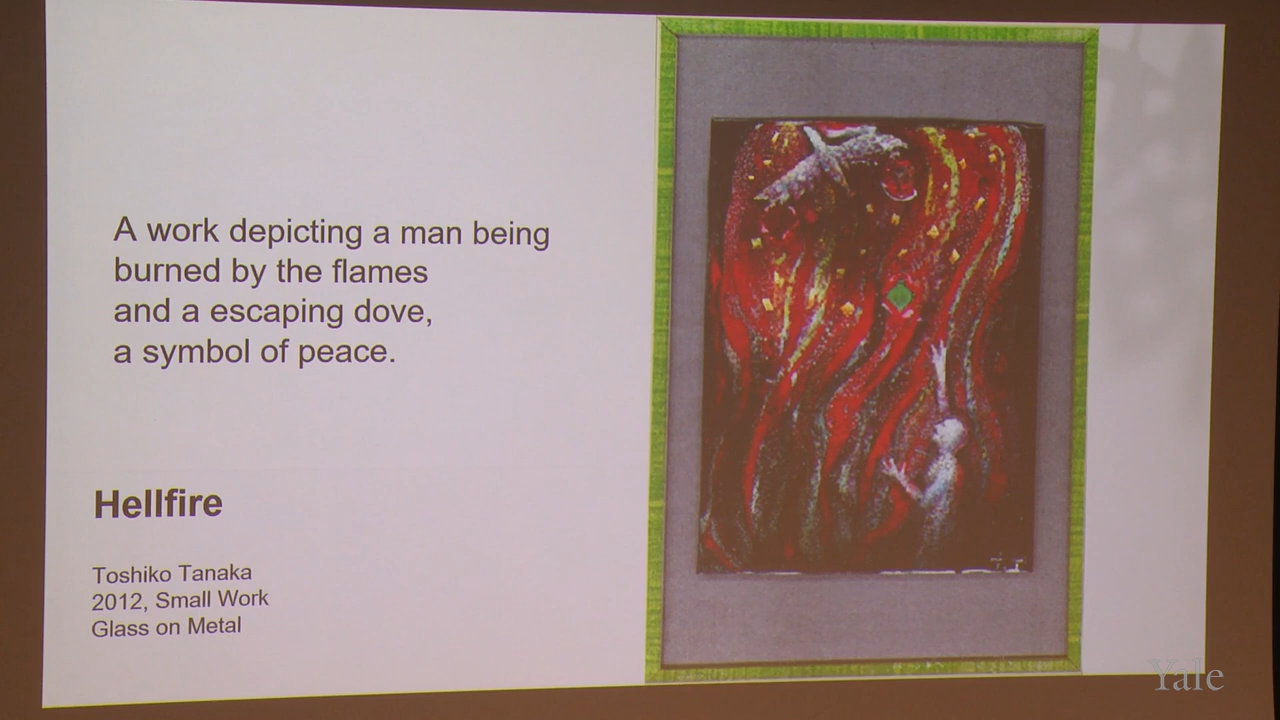 A work depicting a man being
burned by the flames
and a escaping dove,
a symbol of peace.
Hellfire
Toshiko Tanaka
2012, Small Work
Glass on Metal
Yale